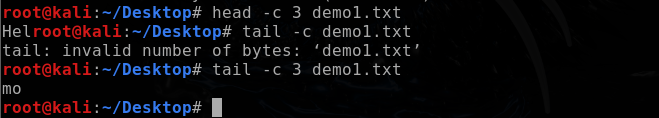 root@kali:~/Desktop# head -c 3 demo1.txt
Helroot@kali:~/Desktop# tail -c demo1.txt
tail: invalid number of bytes: ‘demo1.txt’
root@kali:~/Desktop# tail -c 3 demo1.txt
mo
root@kali:~/Desktop#